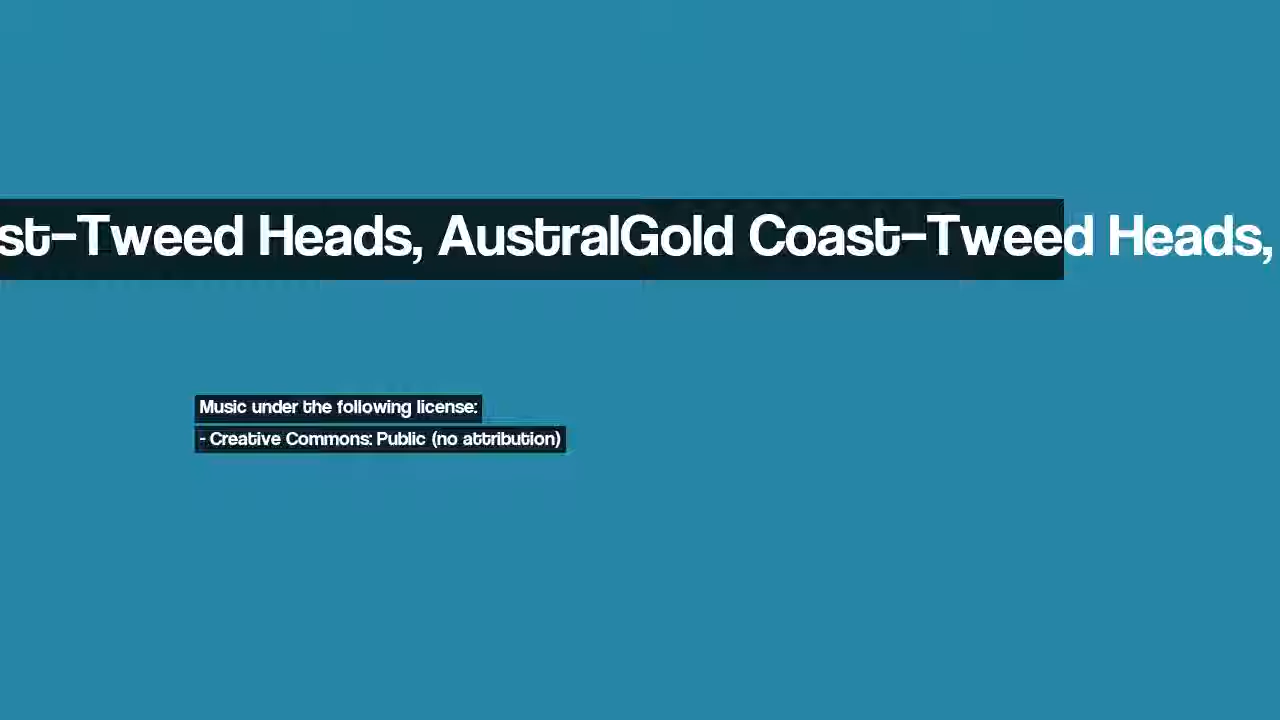 st-Tweed Heads, AustralGold Coast-Tweed Heads,
Music under the following license:
- Creative Commons: Public (no attribution)